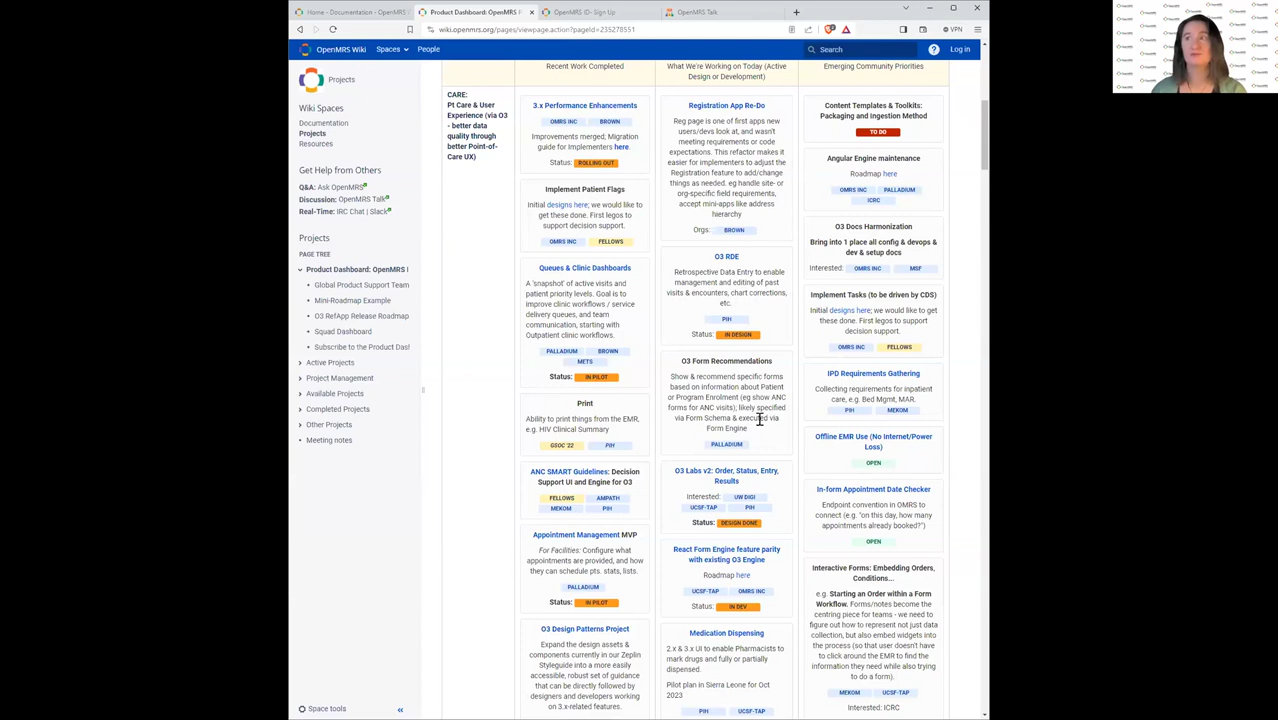 Home - Documentation - OpenMRS
Product Dashboard: OpenMRS
OpenMRS ID- Sign Up
OpenMRS Talk
wiki.openmrs.org/pages/viewpage.action?pageId=235278551
VPN
OpenMRS Wiki
Spaces
People
Search
Log in
Projects
Wiki Spaces
Documentation
Projects
Resources
Get Help from Others
Q&A: Ask OpenMRS
Discussion: OpenMRS Talk
Real-Time: IRC Chat | Slack
Projects
PAGE TREE
Product Dashboard: OpenMRS I
Global Product Support Team
Mini-Roadmap Example
O3 RefApp Release Roadmap
Squad Dashboard
Subscribe to the Product Dast
Active Projects
Project Management
Available Projects
Completed Projects
Other Projects
Meeting notes
Space tools
Recent Work Completed
What We're Working on Today (Active
Design or Development)
Emerging Community Priorities
CARE:
Pt Care & User
Experience (via O3
- better data
quality through
better Point-of-
Care UX)
3.x Performance Enhancements
OMRS INC BROWN
Improvements merged; Migration
guide for Implementers here.
Status: ROLLING OUT
Implement Patient Flags
Initial designs here; we would like to
get these done. First legos to
support decision support.
OMRS INC FELLOWS
Queues & Clinic Dashboards
A 'snapshot' of active visits and
patient priority levels. Goal is to
improve clinic workflows / service
delivery queues, and team
communication, starting with
Outpatient clinic workflows.
PALLADIUM BROWN
METS
Status: IN PILOT
Print
Ability to print things from the EMR,
e.g. HIV Clinical Summary
GSOC '22 PIH
ANC SMART Guidelines: Decision
Support UI and Engine for O3
FELLOWS AMPATH
MEKOM PIH
Appointment Management MVP
For Facilities: Configure what
appointments are provided, and how
they can schedule pts. stats, lists.
PALLADIUM
Status: IN PILOT
O3 Design Patterns Project
Expand the design assets &
components currently in our Zeplin
Styleguide into a more easily
accessible, robust set of guidance
that can be directly followed by
designers and developers working
on 3.x-related features.
Registration App Re-Do
Reg page is one of first apps new
users/devs look at, and wasn't
meeting requirements or code
expectations. This refactor makes it
easier for implementers to adjust the
Registration feature to add/change
things as needed. eg handle site- or
org-specific field requirements,
accept mini-apps like address
hierarchy
Orgs: BROWN
O3 RDE
Retrospective Data Entry to enable
management and editing of past
visits & encounters, chart corrections,
etc.
PIH
Status: IN DESIGN
O3 Form Recommendations
Show & recommend specific forms
based on information about Patient
or Program Enrolment (eg show ANC
forms for ANC visits); likely specified
via Form Schema & executed via
Form Engine
PALLADIUM
O3 Labs v2: Order, Status, Entry,
Results
Interested: UW DIGI
UCSF-TAP PIH
Status: DESIGN DONE
React Form Engine feature parity
with existing O3 Engine
Roadmap here
UCSF-TAP OMRS INC
Status: IN DEV
Medication Dispensing
2.x & 3.x UI to enable Pharmacists to
mark drugs and fully or partially
dispensed.
Pilot plan in Sierra Leone for Oct
2023
PIH UCSF-TAP
Content Templates & Toolkits:
Packaging and Ingestion Method
TO DO
Angular Engine maintenance
Roadmap here
OMRS INC PALLADIUM
ICRC
O3 Docs Harmonization
Bring into 1 place all config & devops &
dev & setup docs
Interested: OMRS INC MSF
Implement Tasks (to be driven by CDS)
Initial designs here; we would like to get
these done. First legos to support
decision support.
OMRS INC FELLOWS
IPD Requirements Gathering
Collecting requirements for inpatient
care, e.g. Bed Mgmt, MAR.
PIH MEKOM
Offline EMR Use (No Internet/Power
Loss)
OPEN
In-form Appointment Date Checker
Endpoint convention in OMRS to
connect (e.g. "on this day, how many
appointments already booked?")
OPEN
Interactive Forms: Embedding Orders,
Conditions...
e.g. Starting an Order within a Form
Workflow. Forms/notes become the
centring piece for teams - we need to
figure out how to represent not just data
collection, but also embed widgets into
the process (so that user doesn't have
to click around the EMR to find the
information they need while also trying
to do a form).
MEKOM UCSF-TAP
Interested: ICRC